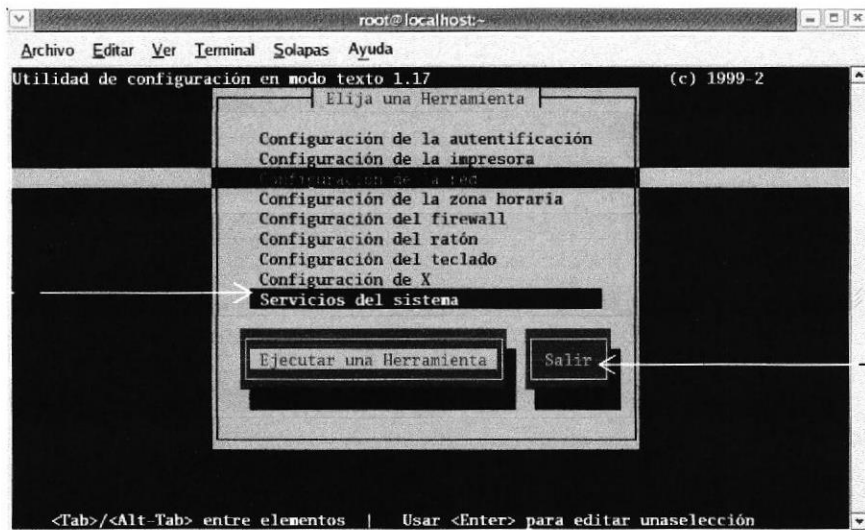 root@localhost:~
Archivo Editar Ver Terminal Solapas Ayuda
Utilidad de configuración en modo texto 1.17 (c) 1999-2
Elija una Herramienta
Configuración de la autentificación
Configuración de la impresora
Configuración de la red
Configuración de la zona horaria
Configuración del firewall
Configuración del ratón
Configuración del teclado
Configuración de X
Servicios del sistema
Ejecutar una Herramienta Salir
<Tab>/<Alt-Tab> entre elementos | Usar <Enter> para editar unaselección